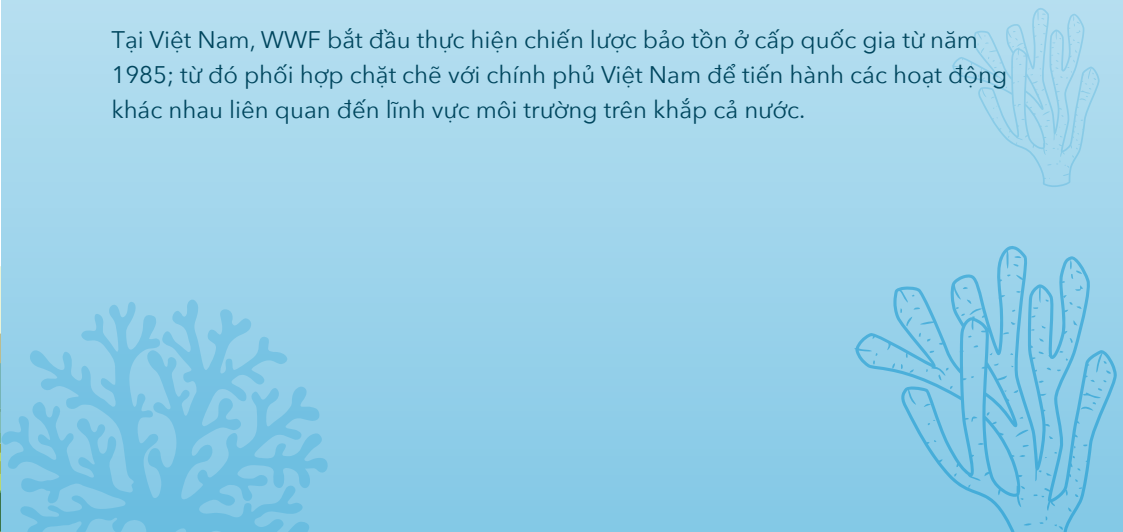 Tại Việt Nam, WWF bắt đầu thực hiện chiến lược bảo tồn ở cấp quốc gia từ năm
1985; từ đó phối hợp chặt chẽ với chính phủ Việt Nam để tiến hành các hoạt động
khác nhau liên quan đến lĩnh vực môi trường trên khắp cả nước.